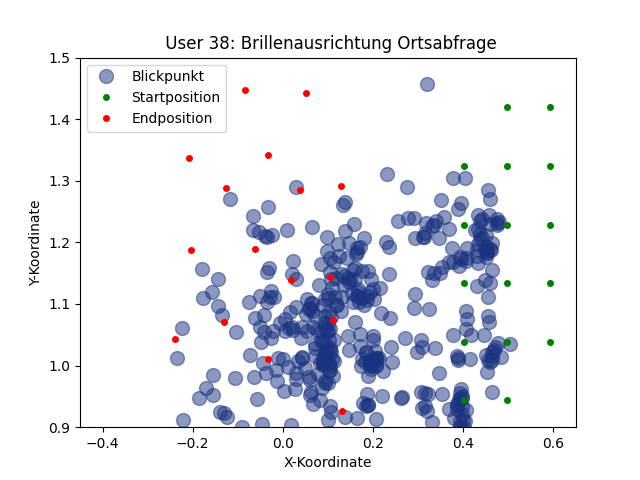 User 38: Brillenausrichtung Ortsabfrage
Blickpunkt
Startposition
Endposition
Y-Koordinate
1.5
1.4
1.3
1.2
1.1
1.0
0.9
−0.4 −0.2 0.0 0.2 0.4 0.6
X-Koordinate